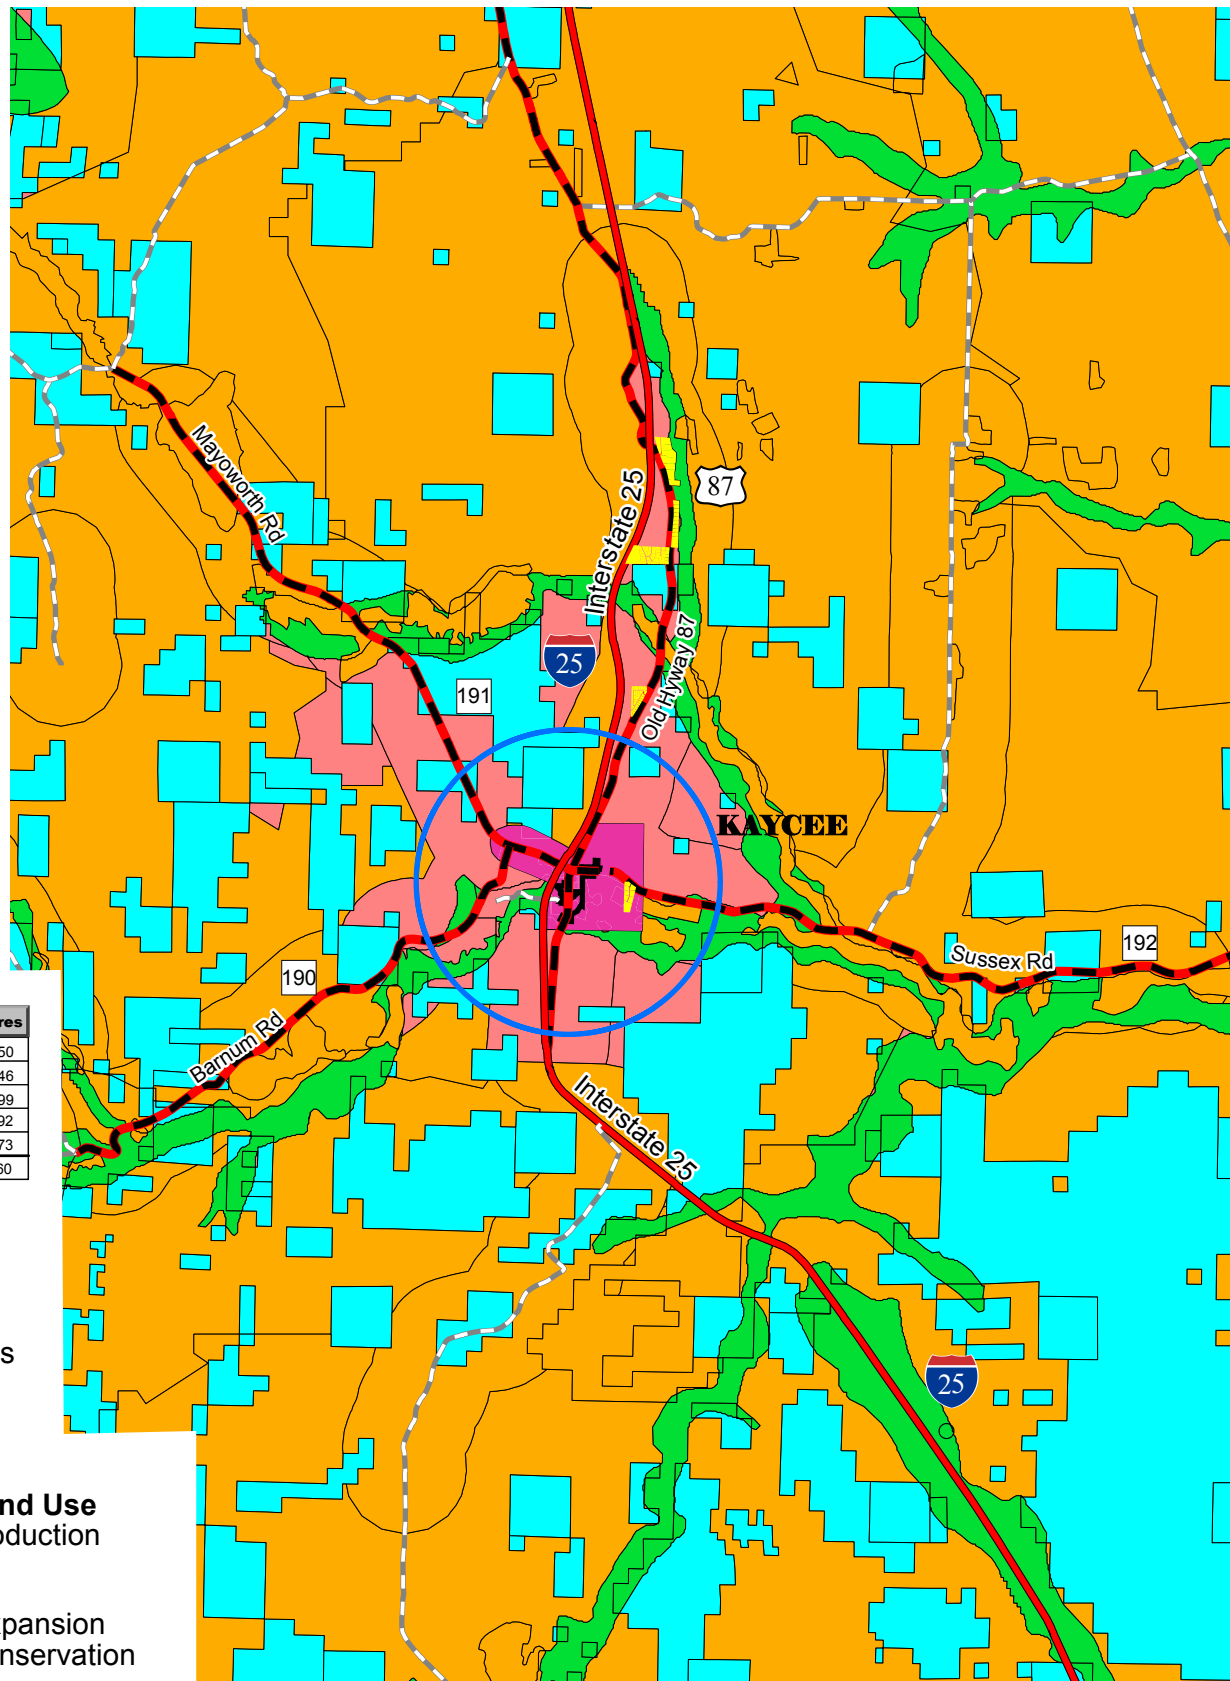 Mayoworth Rd
87
Interstate 25
25
191
Old Hyway 87
KAYCEE
190
Sussex Rd
192
Barnum Rd
res
50
46
99
92
73
60
Interstate 25
25
s
nd Use
oduction
xpansion
nservation